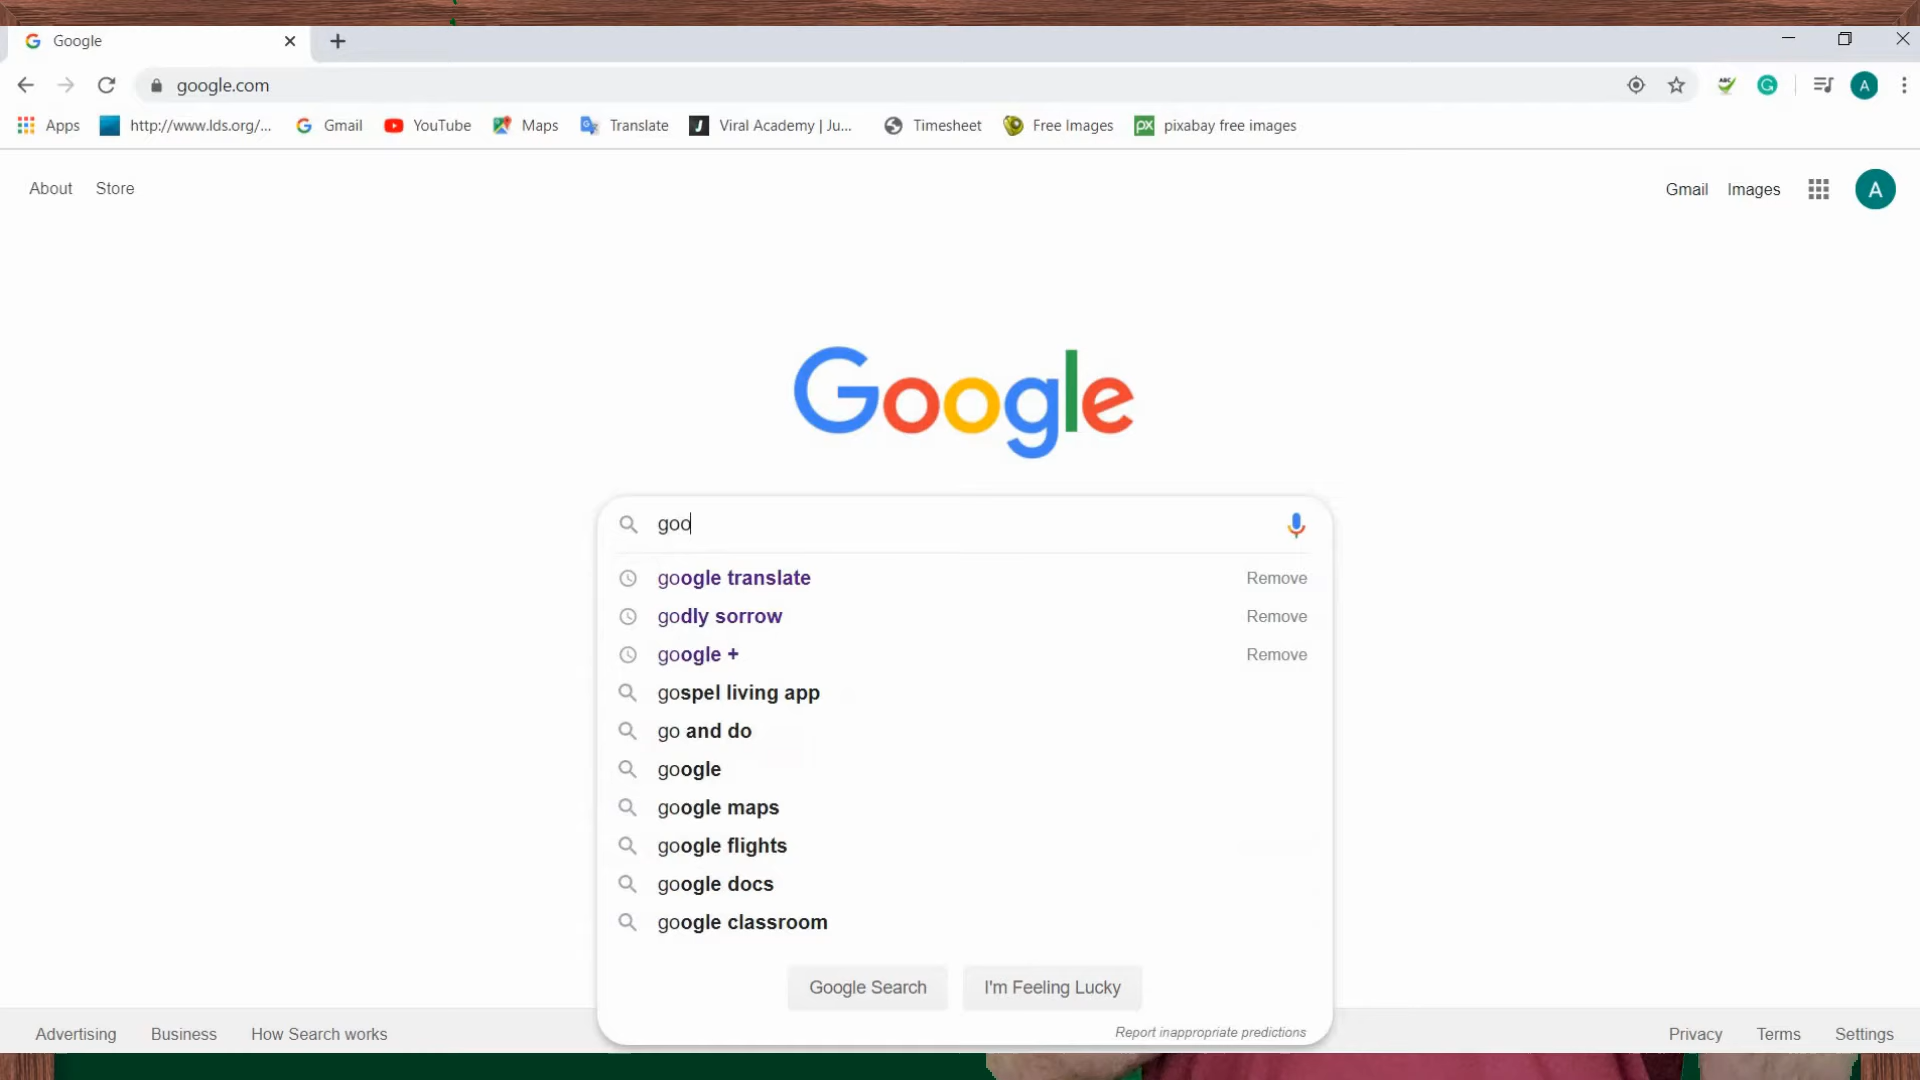 Google
google.com
Apps http://www.lds.org/... Gmail YouTube Maps Translate Viral Academy | Ju... Timesheet Free Images pixabay free images
About Store Gmail Images A
Google
goo
google translate Remove
godly sorrow Remove
google + Remove
gospel living app
go and do
google
google maps
google flights
google docs
google classroom
Google Search I'm Feeling Lucky
Report inappropriate predictions
Advertising Business How Search works Privacy Terms Settings